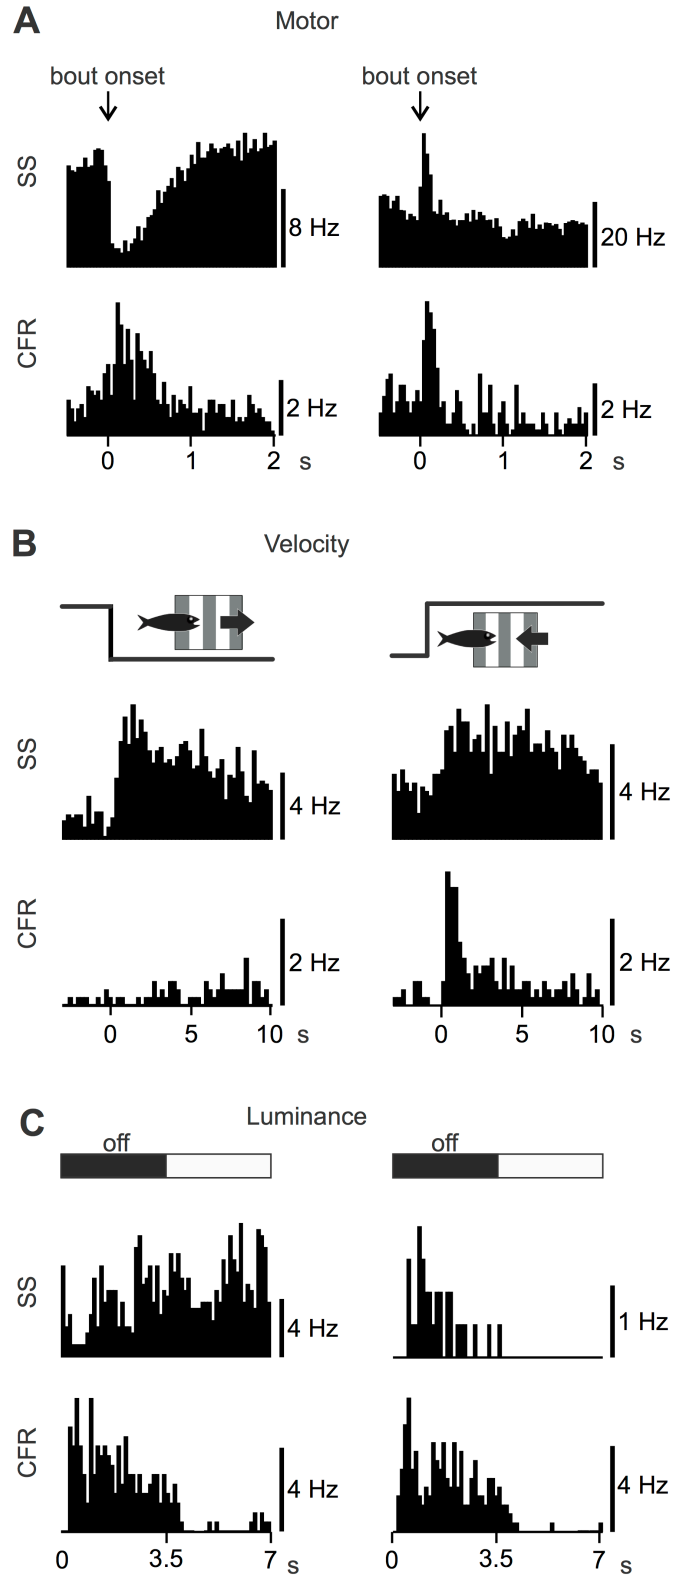 A
Motor
bout onset
bout onset
SS
8 Hz
20 Hz
CFR
2 Hz
2 Hz
0 1 2 s
0 1 2 s
B
Velocity
SS
4 Hz
4 Hz
CFR
2 Hz
2 Hz
0 5 10 s
0 5 10 s
C
Luminance
off
off
SS
4 Hz
1 Hz
CFR
4 Hz
4 Hz
0 3.5 7 s
0 3.5 7 s